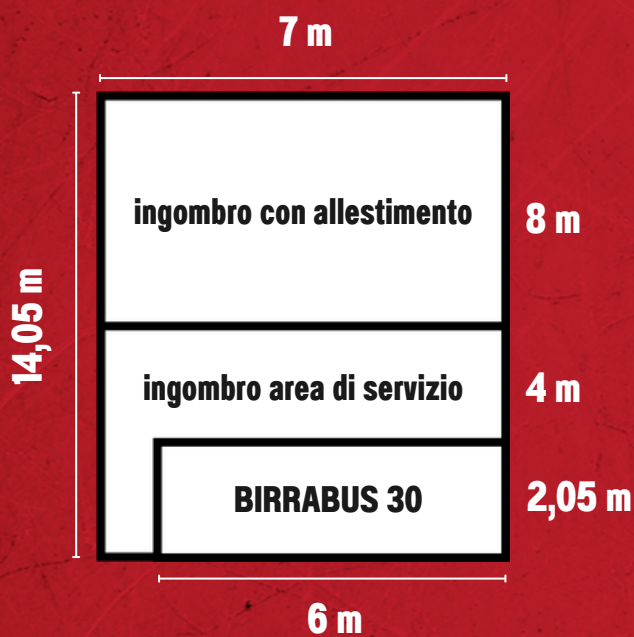 7 m
14,05 m
ingombro con allestimento
8 m
ingombro area di servizio
4 m
BIRRABUS 30
2,05 m
6 m